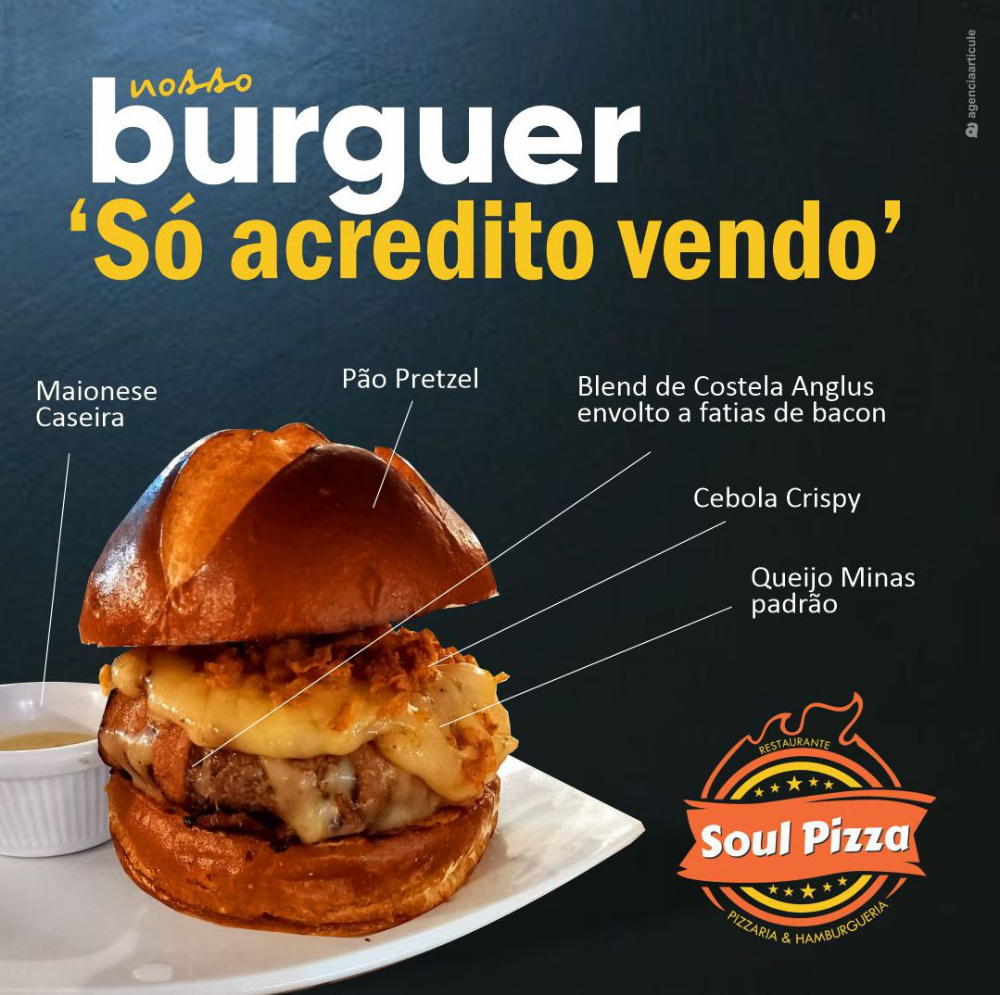 nosso
burguer
‘Só acredito vendo’
Maionese
Caseira
Pão Pretzel
Blend de Costela Anglus
envolto a fatias de bacon
Cebola Crispy
Queijo Minas
padrão
RESTAURANTE
Soul Pizza
PIZZARIA & HAMBURGUERIA
agenciaarticule